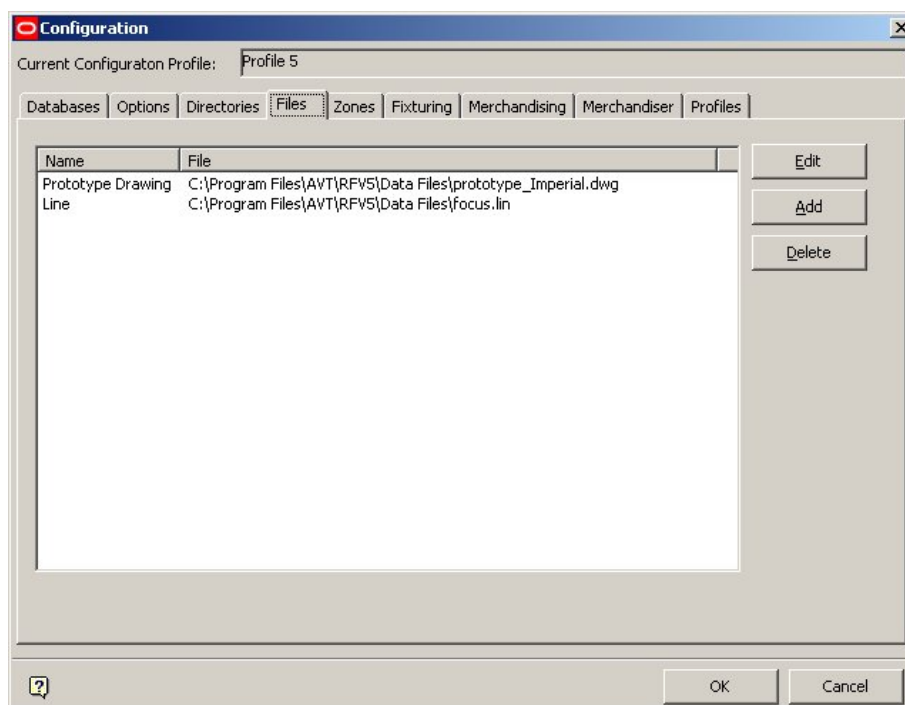 Configuration
Current Configuraton Profile: Profile 5
Databases Options Directories Files Zones Fixturing Merchandising Merchandiser Profiles
Name File
Prototype Drawing C:\Program Files\AVT\RFV5\Data Files\prototype_Imperial.dwg
Line C:\Program Files\AVT\RFV5\Data Files\focus.lin
Edit
Add
Delete
OK Cancel